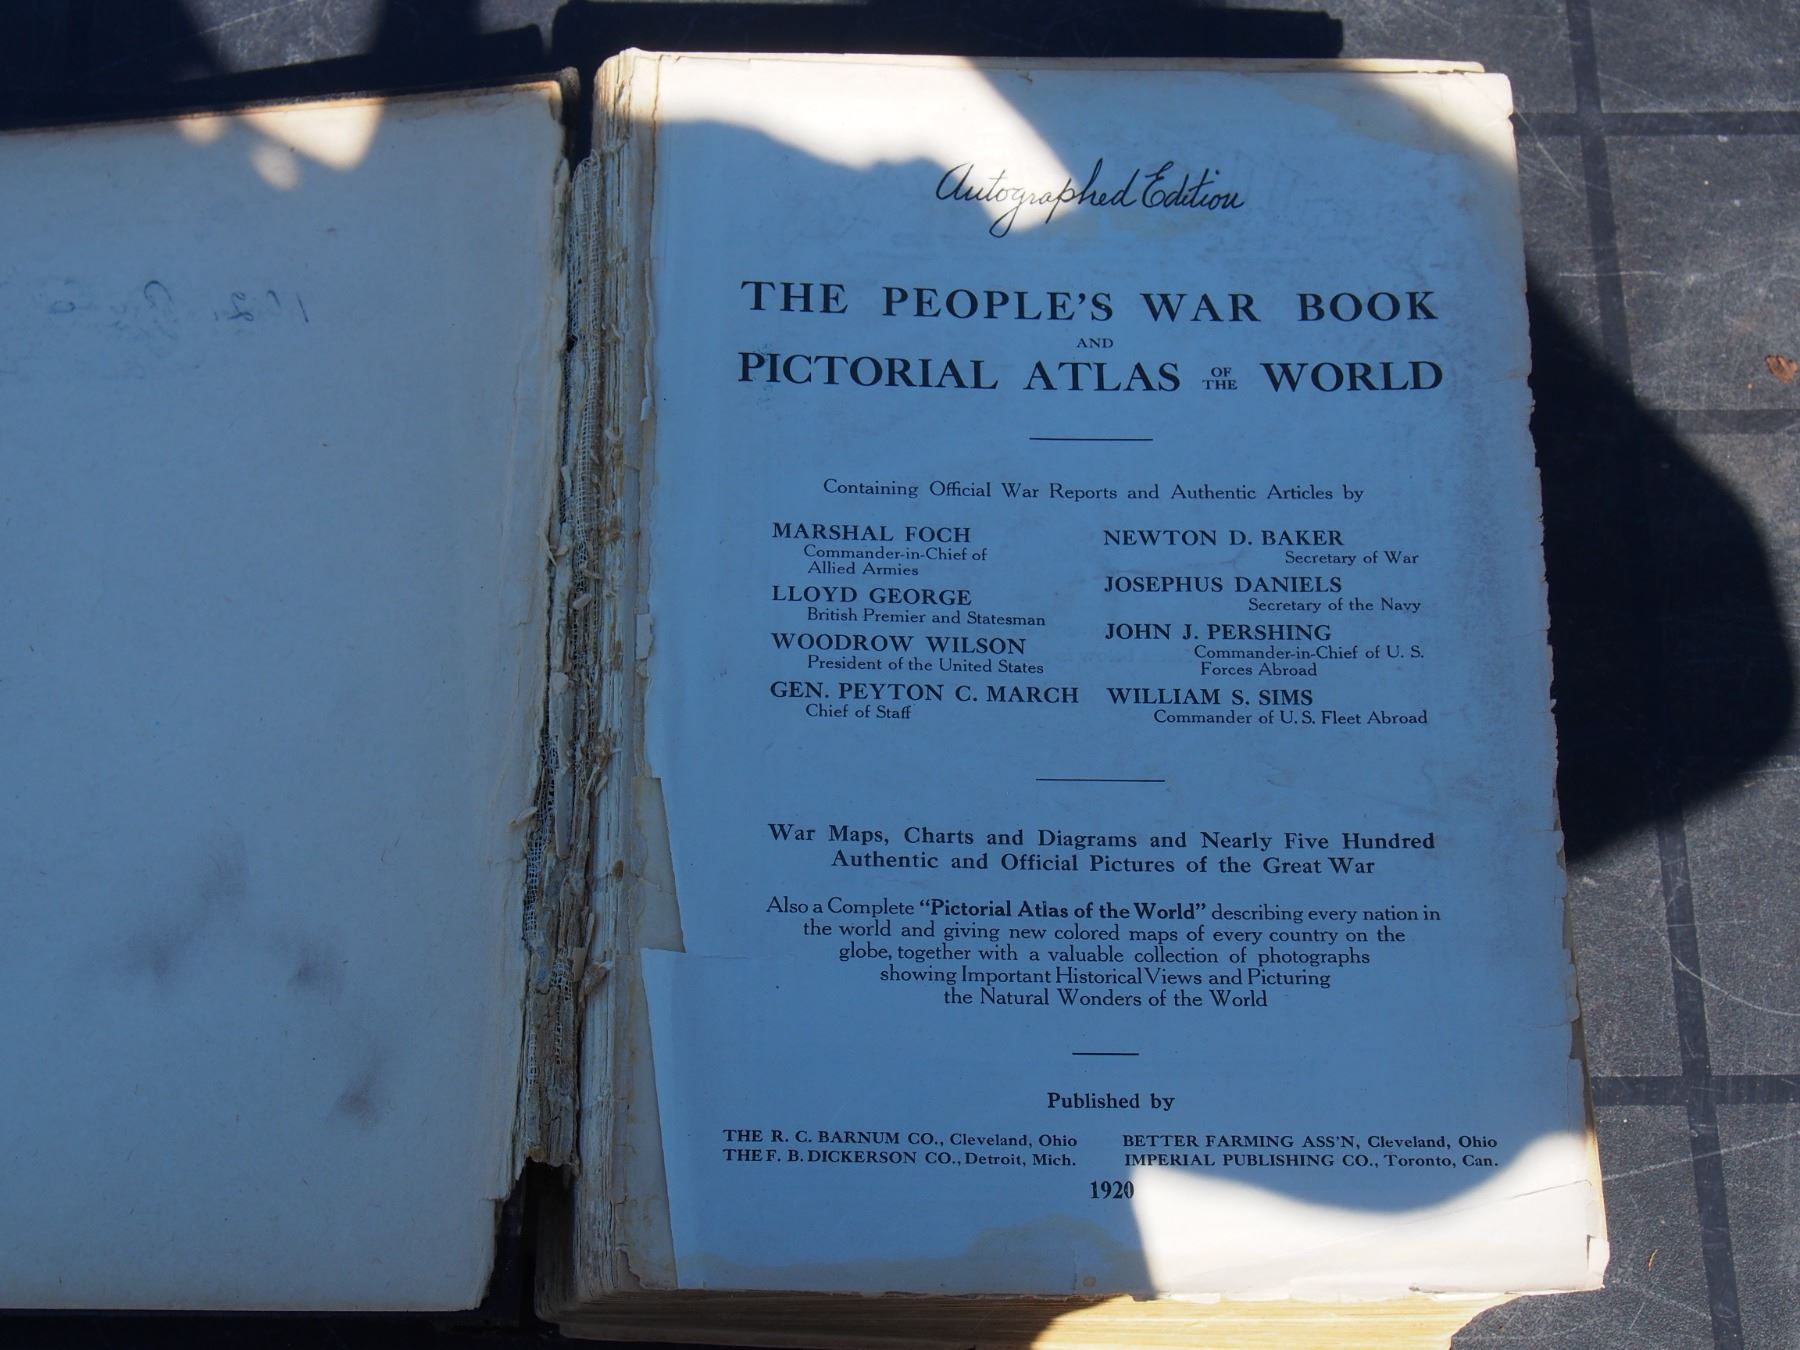 Autographed Edition
THE PEOPLE'S WAR BOOK
AND
PICTORIAL ATLAS OF THE WORLD
Containing Official War Reports and Authentic Articles by
MARSHAL FOCH
Commander-in-Chief of
Allied Armies
LLOYD GEORGE
British Premier and Statesman
WOODROW WILSON
President of the United States
GEN. PEYTON C. MARCH
Chief of Staff
NEWTON D. BAKER
Secretary of War
JOSEPHUS DANIELS
Secretary of the Navy
JOHN J. PERSHING
Commander-in-Chief of U. S.
Forces Abroad
WILLIAM S. SIMS
Commander of U. S. Fleet Abroad
War Maps, Charts and Diagrams and Nearly Five Hundred
Authentic and Official Pictures of the Great War
Also a Complete "Pictorial Atlas of the World" describing every nation in
the world and giving new colored maps of every country on the
globe, together with a valuable collection of photographs
showing Important Historical Views and Picturing
the Natural Wonders of the World
Published by
THE R. C. BARNUM CO., Cleveland, Ohio
THE F. B. DICKERSON CO., Detroit, Mich.
BETTER FARMING ASS'N, Cleveland, Ohio
IMPERIAL PUBLISHING CO., Toronto, Can.
1920